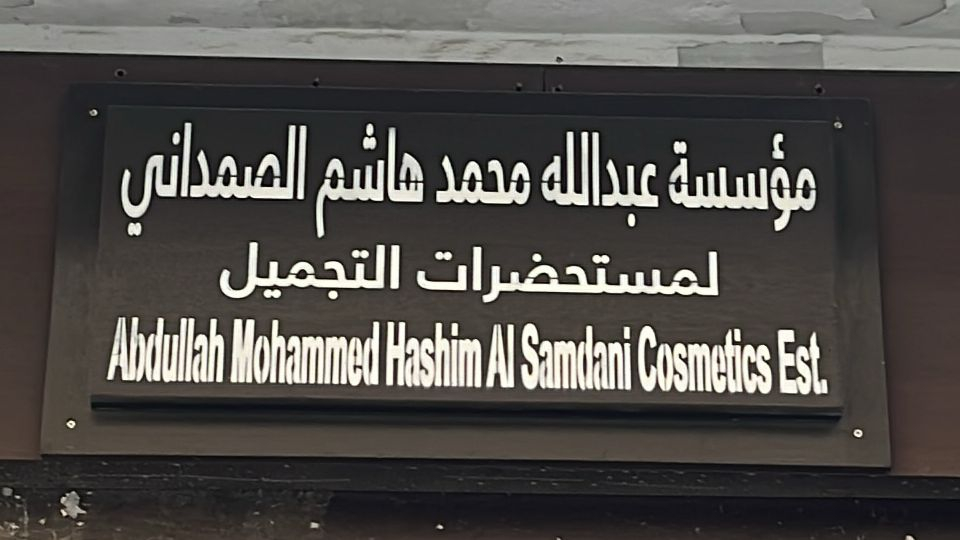 مؤسسة عبدالله محمد هاشم الصمداني
لمستحضرات التجميل
Abdullah Mohammed Hashim Al Samdani Cosmetics Est.